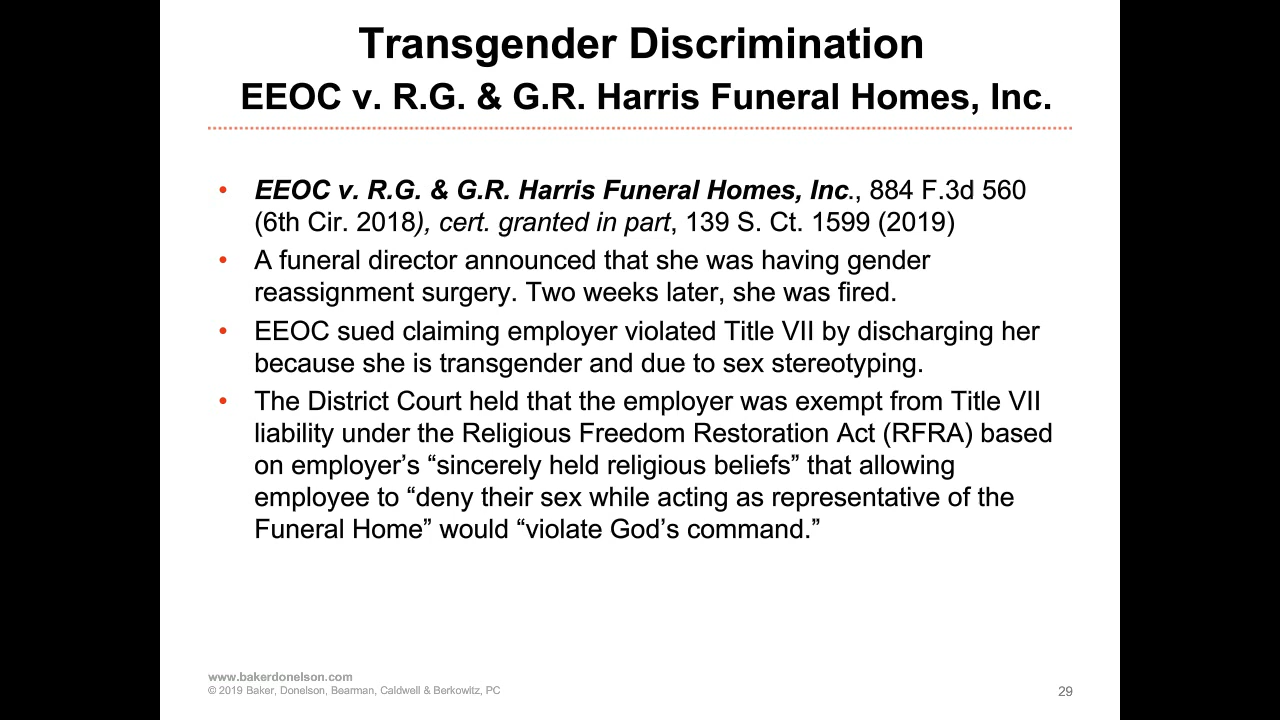 Transgender Discrimination
EEOC v. R.G. & G.R. Harris Funeral Homes, Inc.
• EEOC v. R.G. & G.R. Harris Funeral Homes, Inc., 884 F.3d 560
(6th Cir. 2018), cert. granted in part, 139 S. Ct. 1599 (2019)
• A funeral director announced that she was having gender
reassignment surgery. Two weeks later, she was fired.
• EEOC sued claiming employer violated Title VII by discharging her
because she is transgender and due to sex stereotyping.
• The District Court held that the employer was exempt from Title VII
liability under the Religious Freedom Restoration Act (RFRA) based
on employer’s “sincerely held religious beliefs” that allowing
employee to “deny their sex while acting as representative of the
Funeral Home” would “violate God’s command.”
www.bakerdonelson.com
© 2019 Baker, Donelson, Bearman, Caldwell & Berkowitz, PC
29